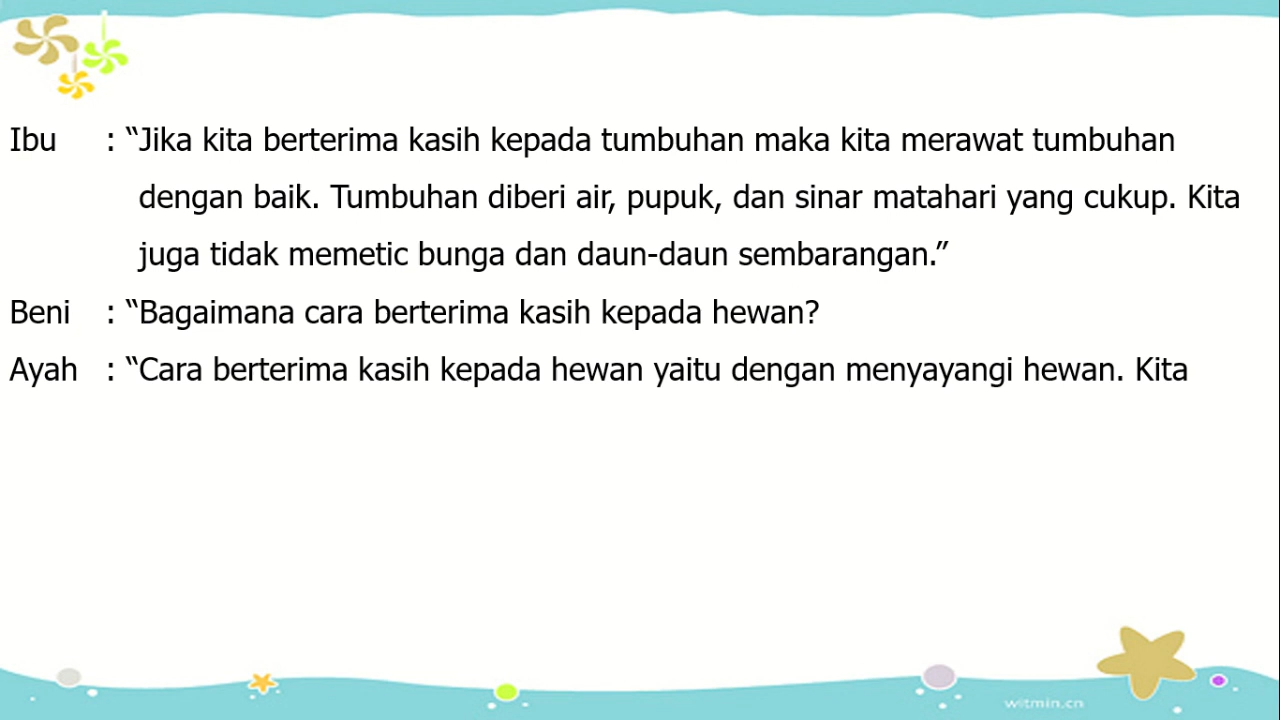 Ibu : “Jika kita berterima kasih kepada tumbuhan maka kita merawat tumbuhan
dengan baik. Tumbuhan diberi air, pupuk, dan sinar matahari yang cukup. Kita
juga tidak memetic bunga dan daun-daun sembarangan.”
Beni : “Bagaimana cara berterima kasih kepada hewan?
Ayah : “Cara berterima kasih kepada hewan yaitu dengan menyayangi hewan. Kita
witmin.cn